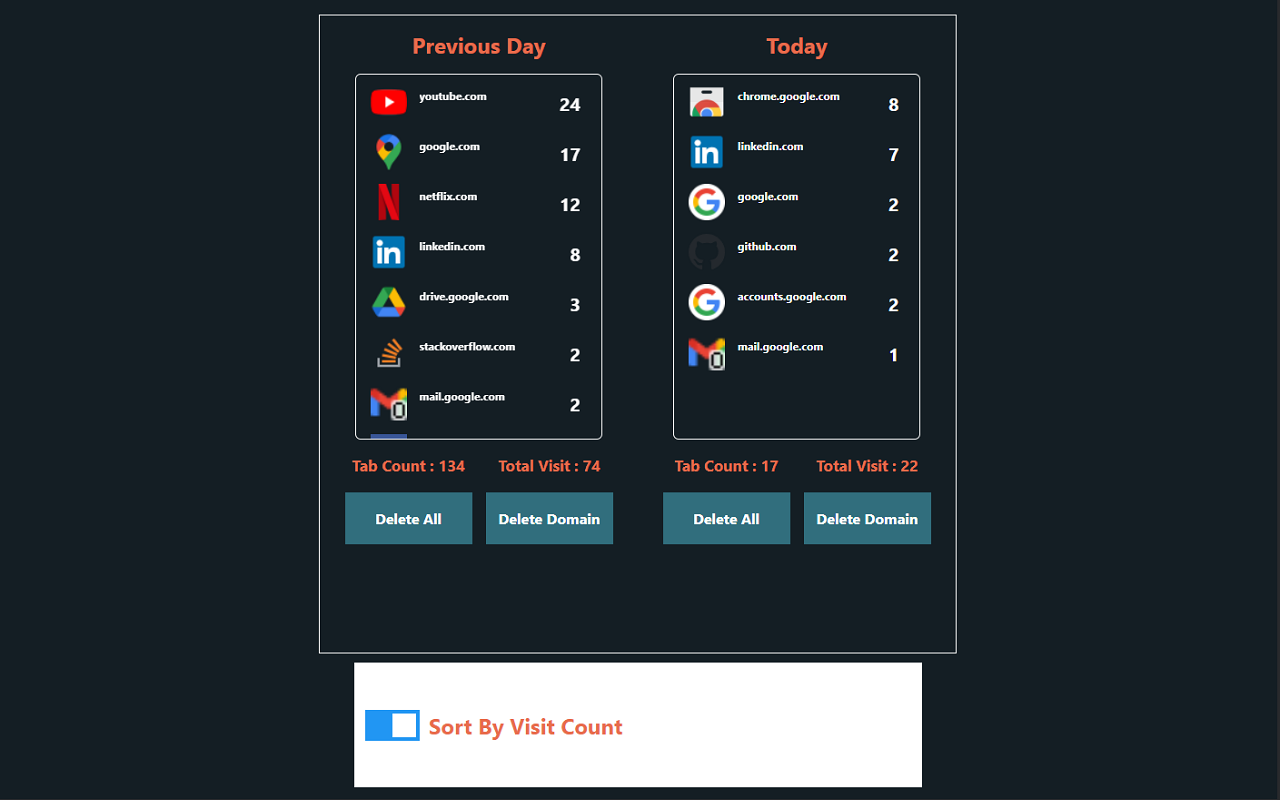 Previous Day
youtube.com 24
google.com 17
netflix.com 12
linkedin.com 8
drive.google.com 3
stackoverflow.com 2
mail.google.com 2
Tab Count : 134 Total Visit : 74
Delete All Delete Domain
Today
chrome.google.com 8
linkedin.com 7
google.com 2
github.com 2
accounts.google.com 2
mail.google.com 1
Tab Count : 17 Total Visit : 22
Delete All Delete Domain
Sort By Visit Count